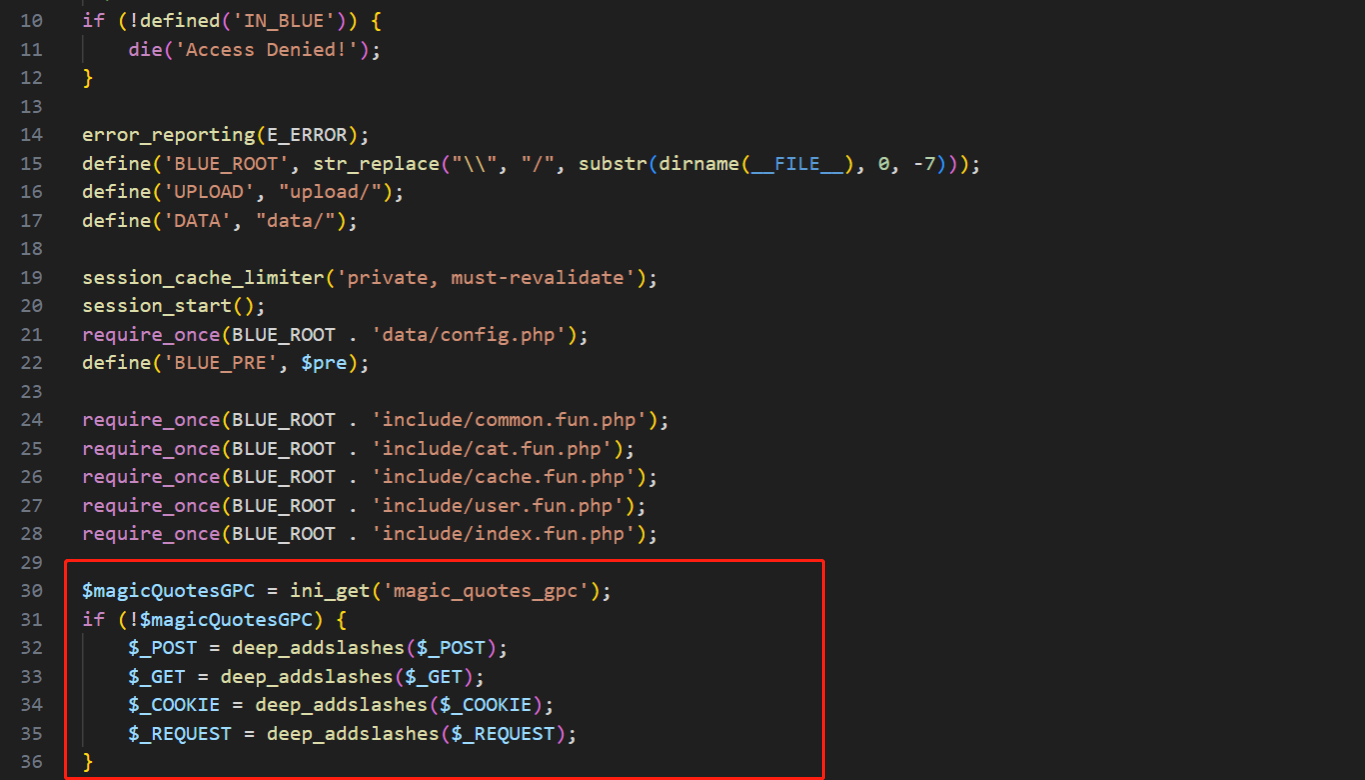 10 if (!defined('IN_BLUE')) {
11     die('Access Denied!');
12 }
13
14 error_reporting(E_ERROR);
15 define('BLUE_ROOT', str_replace("\\", "/", substr(dirname(__FILE__), 0, -7)));
16 define('UPLOAD', "upload/");
17 define('DATA', "data/");
18
19 session_cache_limiter('private, must-revalidate');
20 session_start();
21 require_once(BLUE_ROOT . 'data/config.php');
22 define('BLUE_PRE', $pre);
23
24 require_once(BLUE_ROOT . 'include/common.fun.php');
25 require_once(BLUE_ROOT . 'include/cat.fun.php');
26 require_once(BLUE_ROOT . 'include/cache.fun.php');
27 require_once(BLUE_ROOT . 'include/user.fun.php');
28 require_once(BLUE_ROOT . 'include/index.fun.php');
29
30 $magicQuotesGPC = ini_get('magic_quotes_gpc');
31 if (!$magicQuotesGPC) {
32     $_POST = deep_addslashes($_POST);
33     $_GET = deep_addslashes($_GET);
34     $_COOKIE = deep_addslashes($_COOKIE);
35     $_REQUEST = deep_addslashes($_REQUEST);
36 }